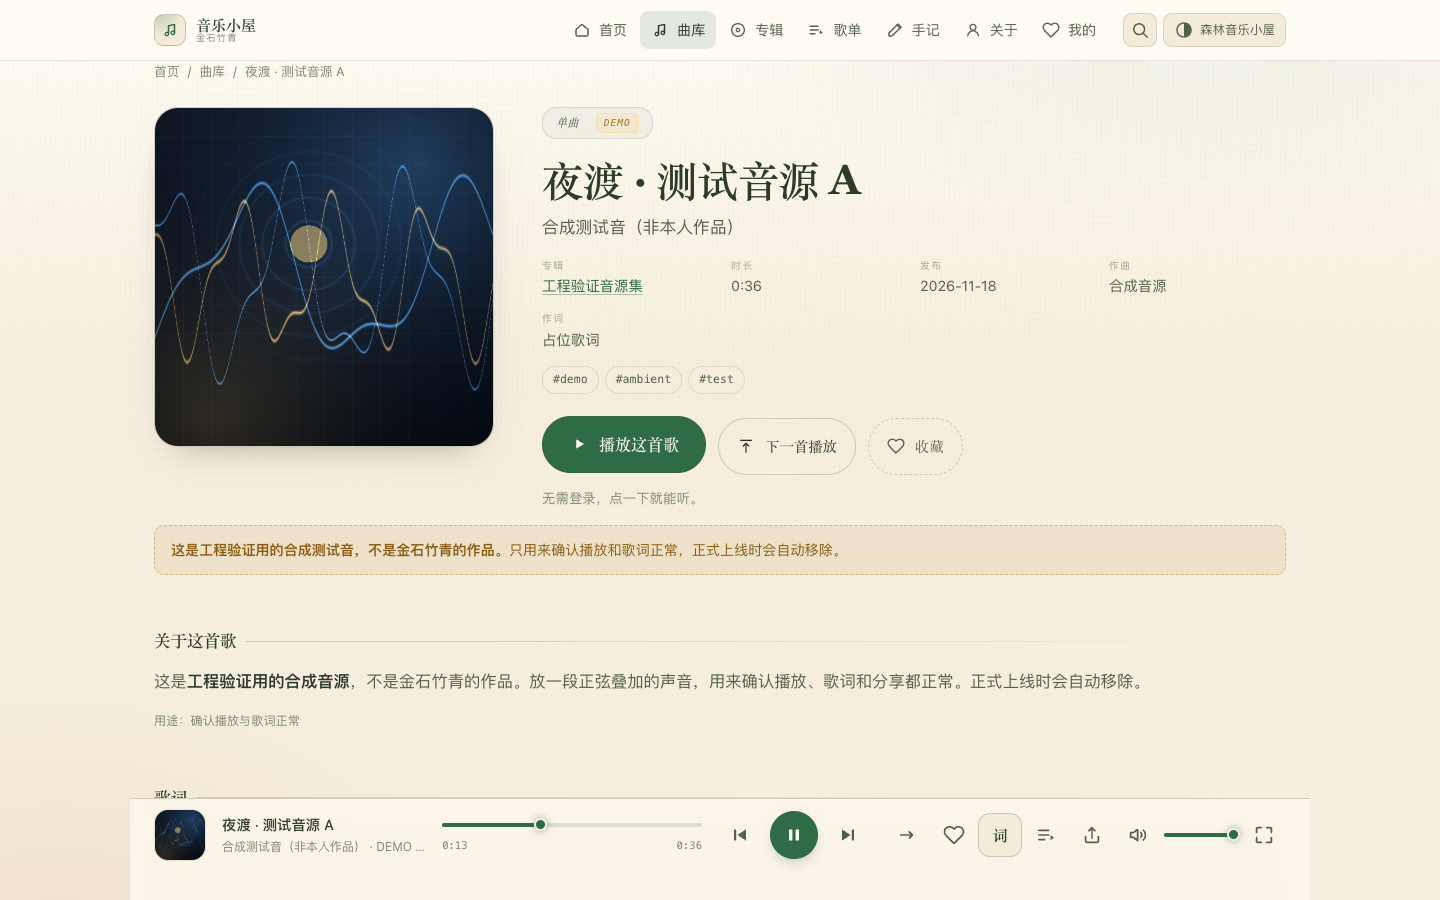 音乐小屋
金石竹青
首页
曲库
专辑
歌单
手记
关于
我的
森林音乐小屋
首页 / 曲库 / 夜渡 · 测试音源 A
单曲 DEMO
夜渡 · 测试音源 A
合成测试音（非本人作品）
专辑
工程验证音源集
时长
0:36
发布
2026-11-18
作曲
合成音源
作词
占位歌词
#demo #ambient #test
播放这首歌
下一首播放
收藏
无需登录，点一下就能听。
这是工程验证用的合成测试音，不是金石竹青的作品。只用来确认播放和歌词正常，正式上线时会自动移除。
关于这首歌
这是工程验证用的合成音源，不是金石竹青的作品。放一段正弦叠加的声音，用来确认播放、歌词和分享都正常。正式上线时会自动移除。
用途：确认播放与歌词正常
歌词
夜渡 · 测试音源 A
合成测试音（非本人作品） · DEMO ...
0:13
0:36
词